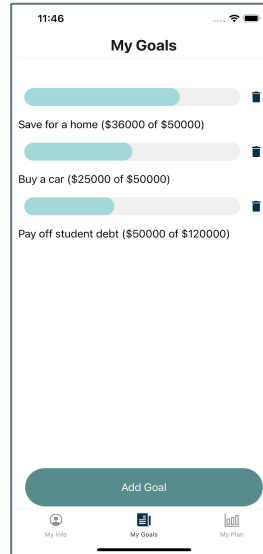 11:46
My Goals
Save for a home ($36000 of $50000)
Buy a car ($25000 of $50000)
Pay off student debt ($50000 of $120000)
Add Goal
My Info
My Goals
My Plan